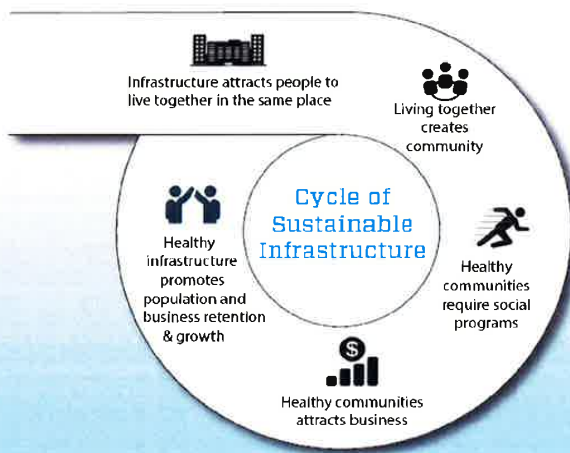 Infrastructure attracts people to
live together in the same place
Living together
creates
community
Cycle of
Sustainable
Infrastructure
Healthy
communities
require social
programs
$
Healthy communities
attracts business
Healthy
infrastructure
promotes
population and
business retention
& growth